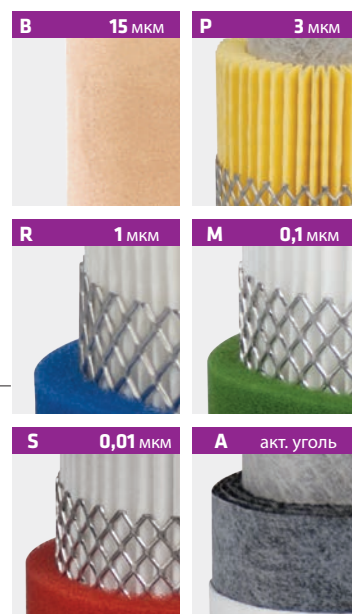 B 15 мкм
P 3 мкм
R 1 мкм
M 0,1 мкм
S 0,01 мкм
A акт. уголь